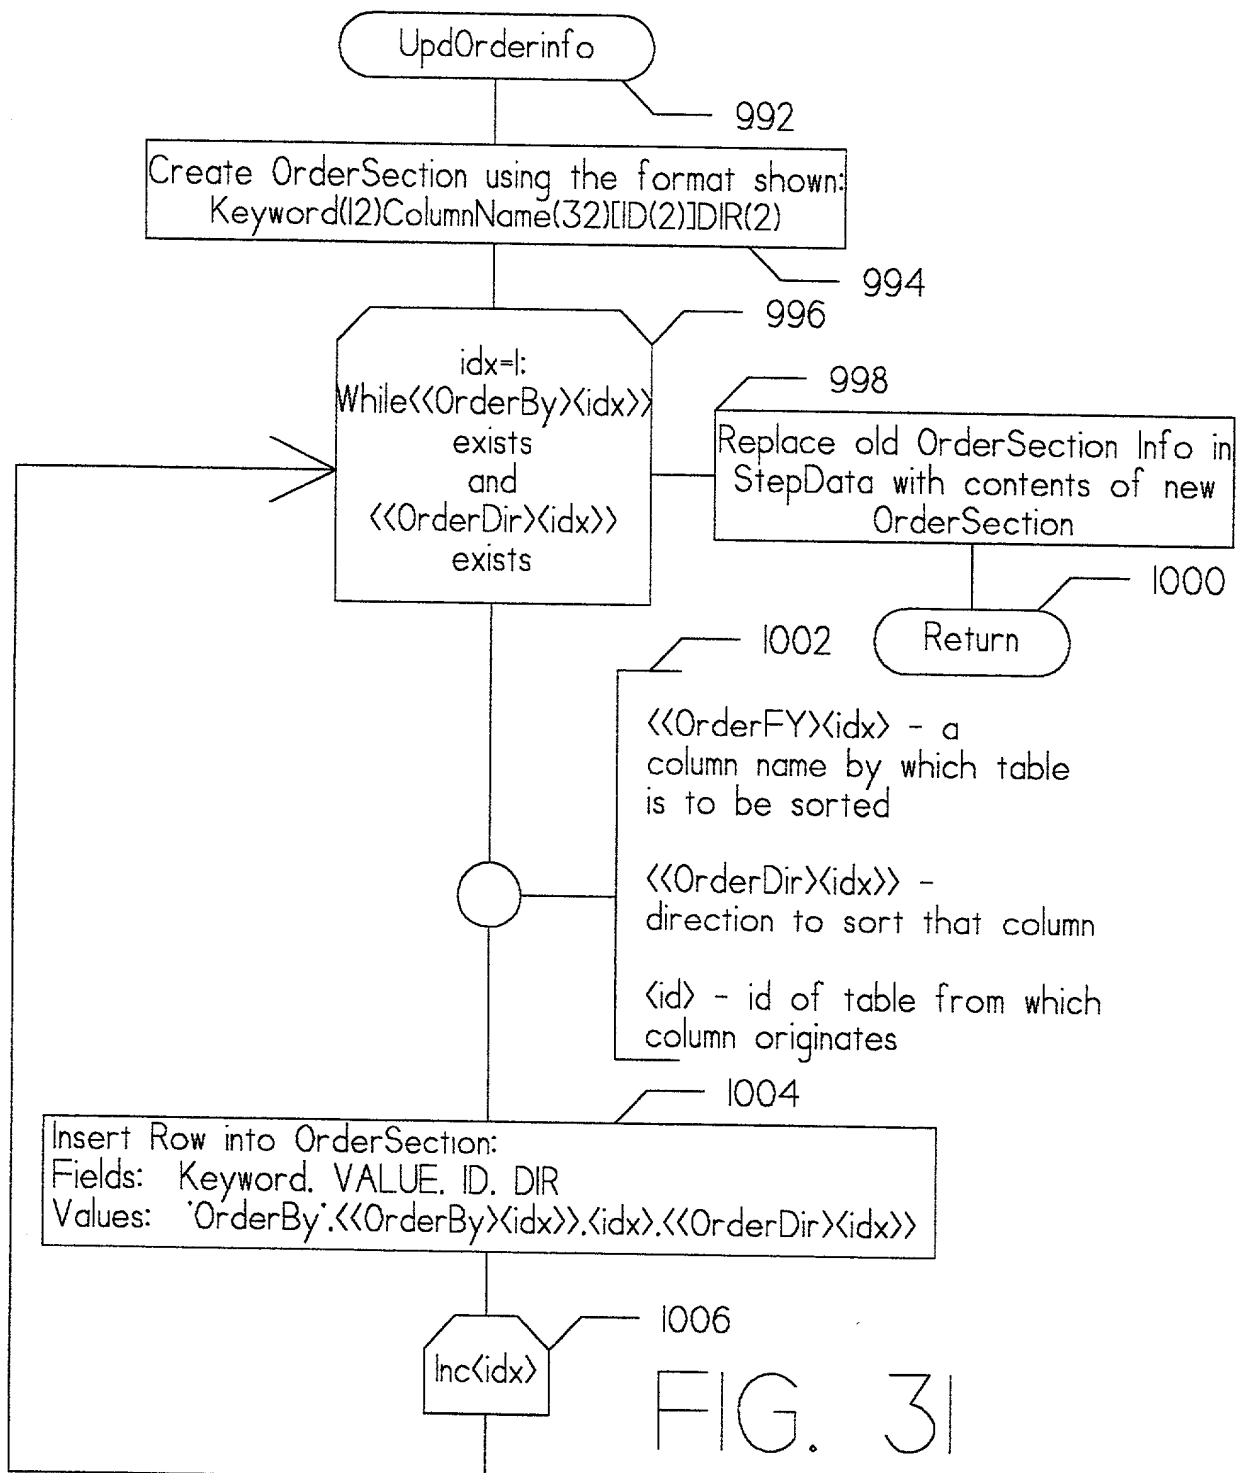 UpdOrderinfo
992
Create OrderSection using the format shown:
Keyword(12)ColumnName(32)[ID(2)]DIR(2)
994
996
idx=1:
While<<OrderBy><idx>>
exists
and
<<OrderDir><idx>>
exists
998
Replace old OrderSection Info in
StepData with contents of new
OrderSection
1000
Return
1002
<<OrderFY><idx> - a
column name by which table
is to be sorted
<<OrderDir><idx>> -
direction to sort that column
<id> - id of table from which
column originates
1004
Insert Row into OrderSection:
Fields: Keyword. VALUE. ID. DIR
Values: 'OrderBy'.<<OrderBy><idx>>.<idx>.<<OrderDir><idx>>
1006
Inc<idx>
FIG. 31